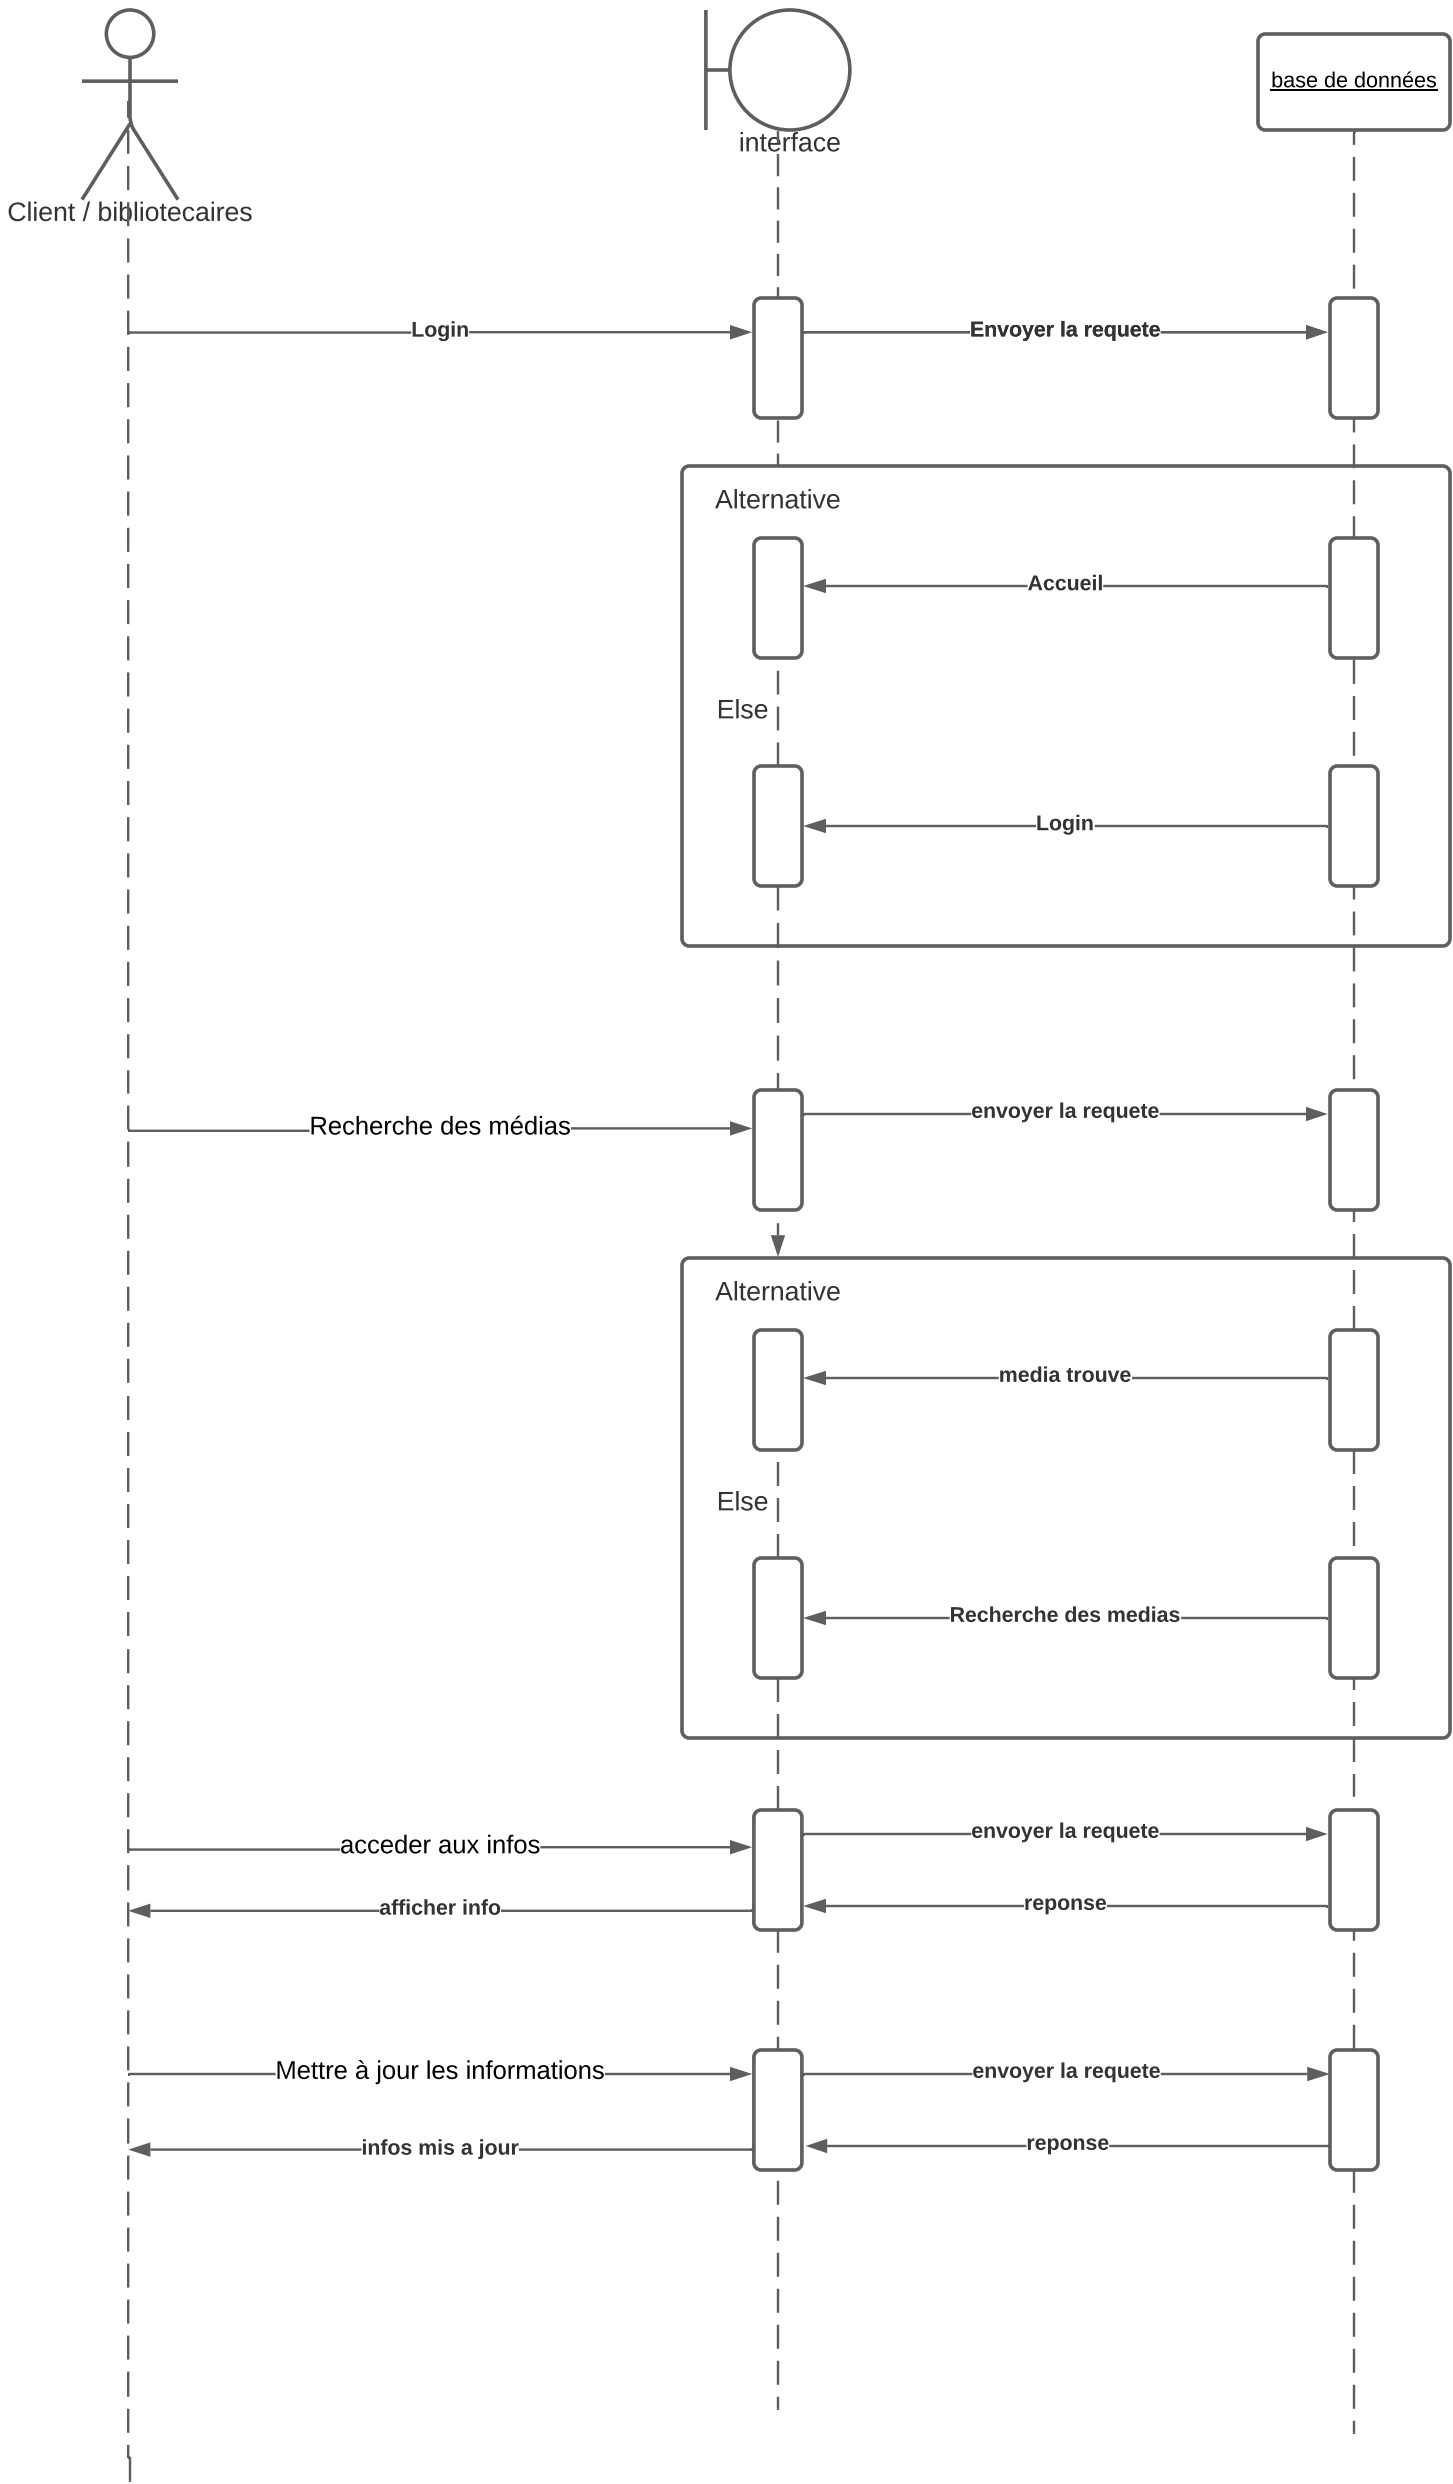 base de données
interface
Client / bibliotecaires
Login
Envoyer la requete
Alternative
Accueil
Else
Login
Recherche des médias
envoyer la requete
Alternative
media trouve
Else
Recherche des medias
acceder aux infos
envoyer la requete
afficher info
reponse
Mettre à jour les informations
envoyer la requete
infos mis a jour
reponse